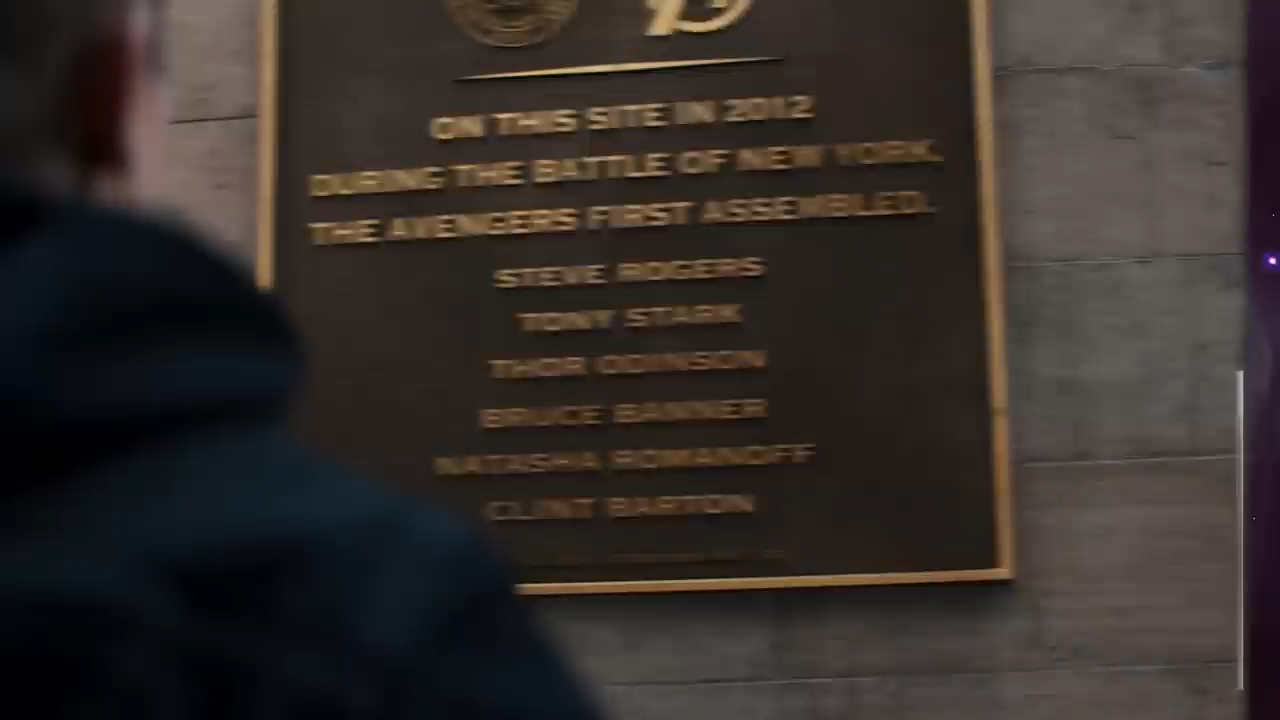 ON THIS SITE IN 2012
DURING THE BATTLE OF NEW YORK,
THE AVENGERS FIRST ASSEMBLED.
STEVE ROGERS
TONY STARK
THOR ODINSON
BRUCE BANNER
NATASHA ROMANOFF
CLINT BARTON